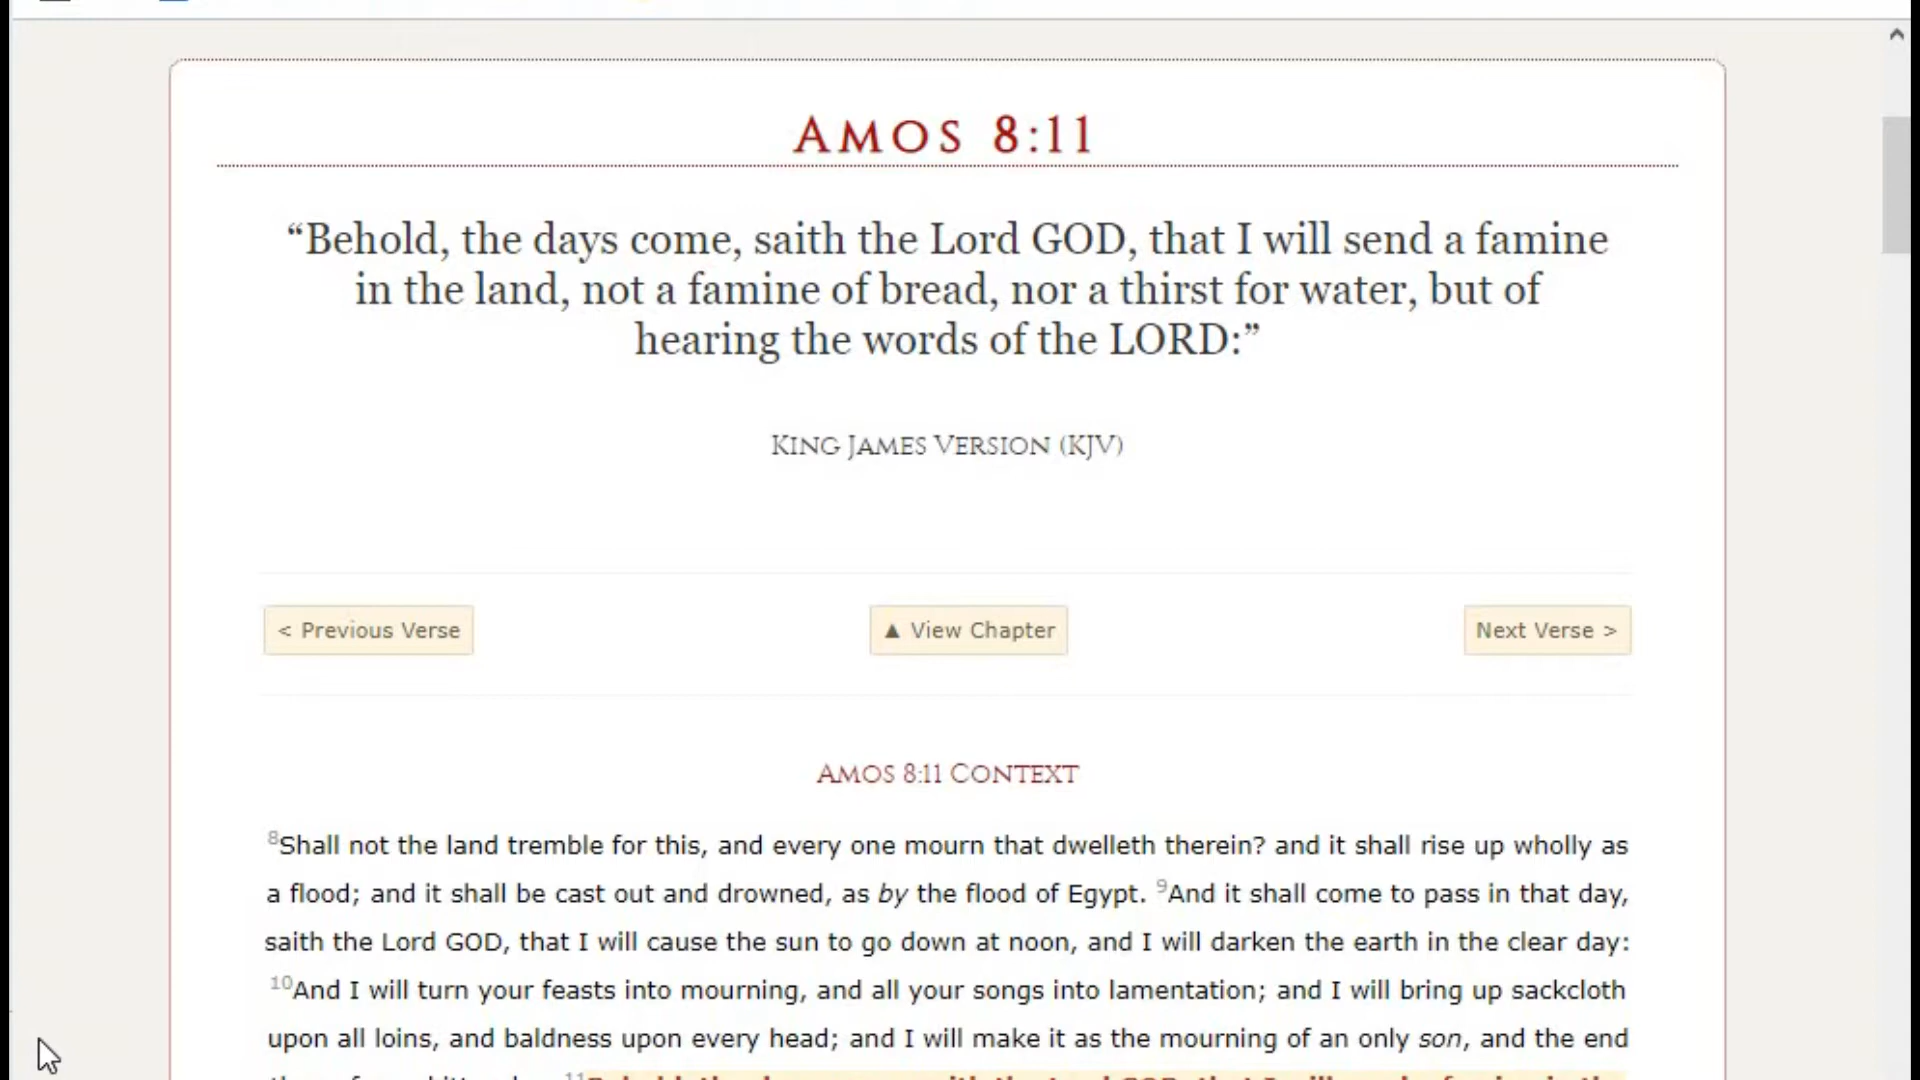 AMOS 8:11
“Behold, the days come, saith the Lord GOD, that I will send a famine
in the land, not a famine of bread, nor a thirst for water, but of
hearing the words of the LORD:”
KING JAMES VERSION (KJV)
< Previous Verse
▲ View Chapter
Next Verse >
AMOS 8:11 CONTEXT
8Shall not the land tremble for this, and every one mourn that dwelleth therein? and it shall rise up wholly as
a flood; and it shall be cast out and drowned, as by the flood of Egypt. 9And it shall come to pass in that day,
saith the Lord GOD, that I will cause the sun to go down at noon, and I will darken the earth in the clear day:
10And I will turn your feasts into mourning, and all your songs into lamentation; and I will bring up sackcloth
upon all loins, and baldness upon every head; and I will make it as the mourning of an only son, and the end